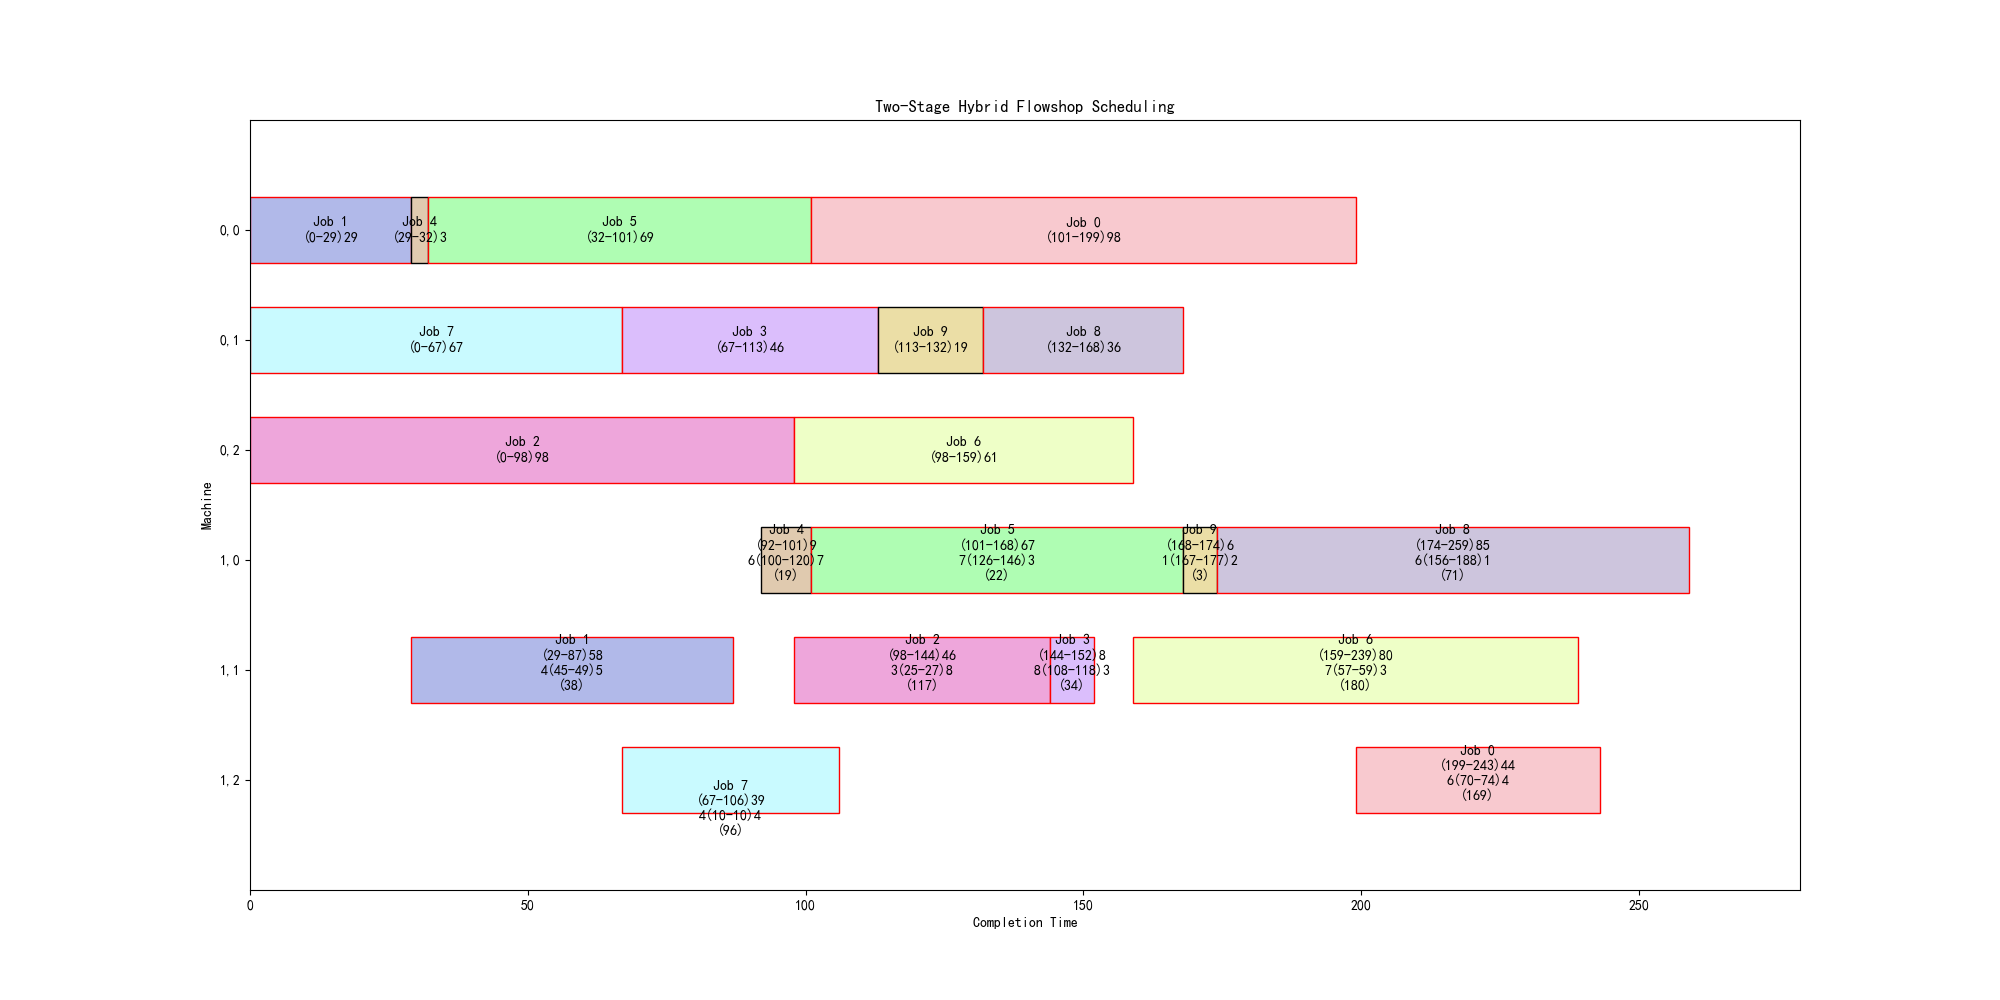 Two-Stage Hybrid Flowshop Scheduling
Machine
0,0
Job 1
(0-29)29
Job 4
(29-32)3
Job 5
(32-101)69
Job 0
(101-199)98
0,1
Job 7
(0-67)67
Job 3
(67-113)46
Job 9
(113-132)19
Job 8
(132-168)36
0,2
Job 2
(0-98)98
Job 6
(98-159)61
1,0
Job 4
(92-101)9
6(100-120)7
(19)
Job 5
(101-168)67
7(126-146)3
(22)
Job 9
(168-174)6
1(167-177)2
(3)
Job 8
(174-259)85
6(156-188)1
(71)
1,1
Job 1
(29-87)58
4(45-49)5
(38)
Job 2
(98-144)46
3(25-27)8
(117)
Job 3
(144-152)8
8(108-118)3
(34)
Job 6
(159-239)80
7(57-59)3
(180)
1,2
Job 7
(67-106)39
4(10-10)4
(96)
Job 0
(199-243)44
6(70-74)4
(169)
0
50
100
150
200
250
Completion Time